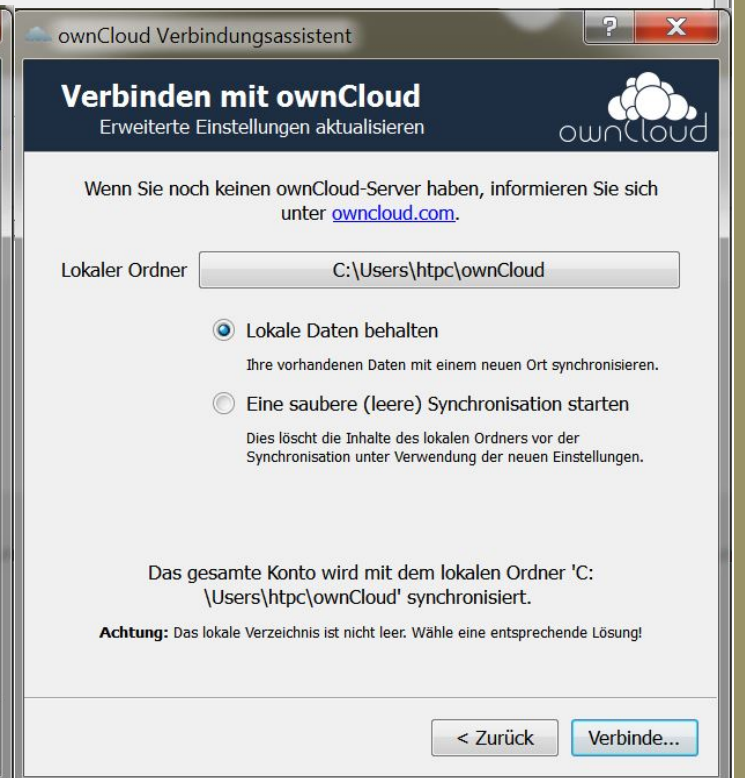 ownCloud Verbindungsassistent
?
X
Verbinden mit ownCloud
Erweiterte Einstellungen aktualisieren
ownCloud
Wenn Sie noch keinen ownCloud-Server haben, informieren Sie sich
unter owncloud.com.
Lokaler Ordner C:\Users\htpc\ownCloud
Lokale Daten behalten
Ihre vorhandenen Daten mit einem neuen Ort synchronisieren.
Eine saubere (leere) Synchronisation starten
Dies löscht die Inhalte des lokalen Ordners vor der
Synchronisation unter Verwendung der neuen Einstellungen.
Das gesamte Konto wird mit dem lokalen Ordner 'C:
\Users\htpc\ownCloud' synchronisiert.
Achtung: Das lokale Verzeichnis ist nicht leer. Wähle eine entsprechende Lösung!
< Zurück Verbinde...